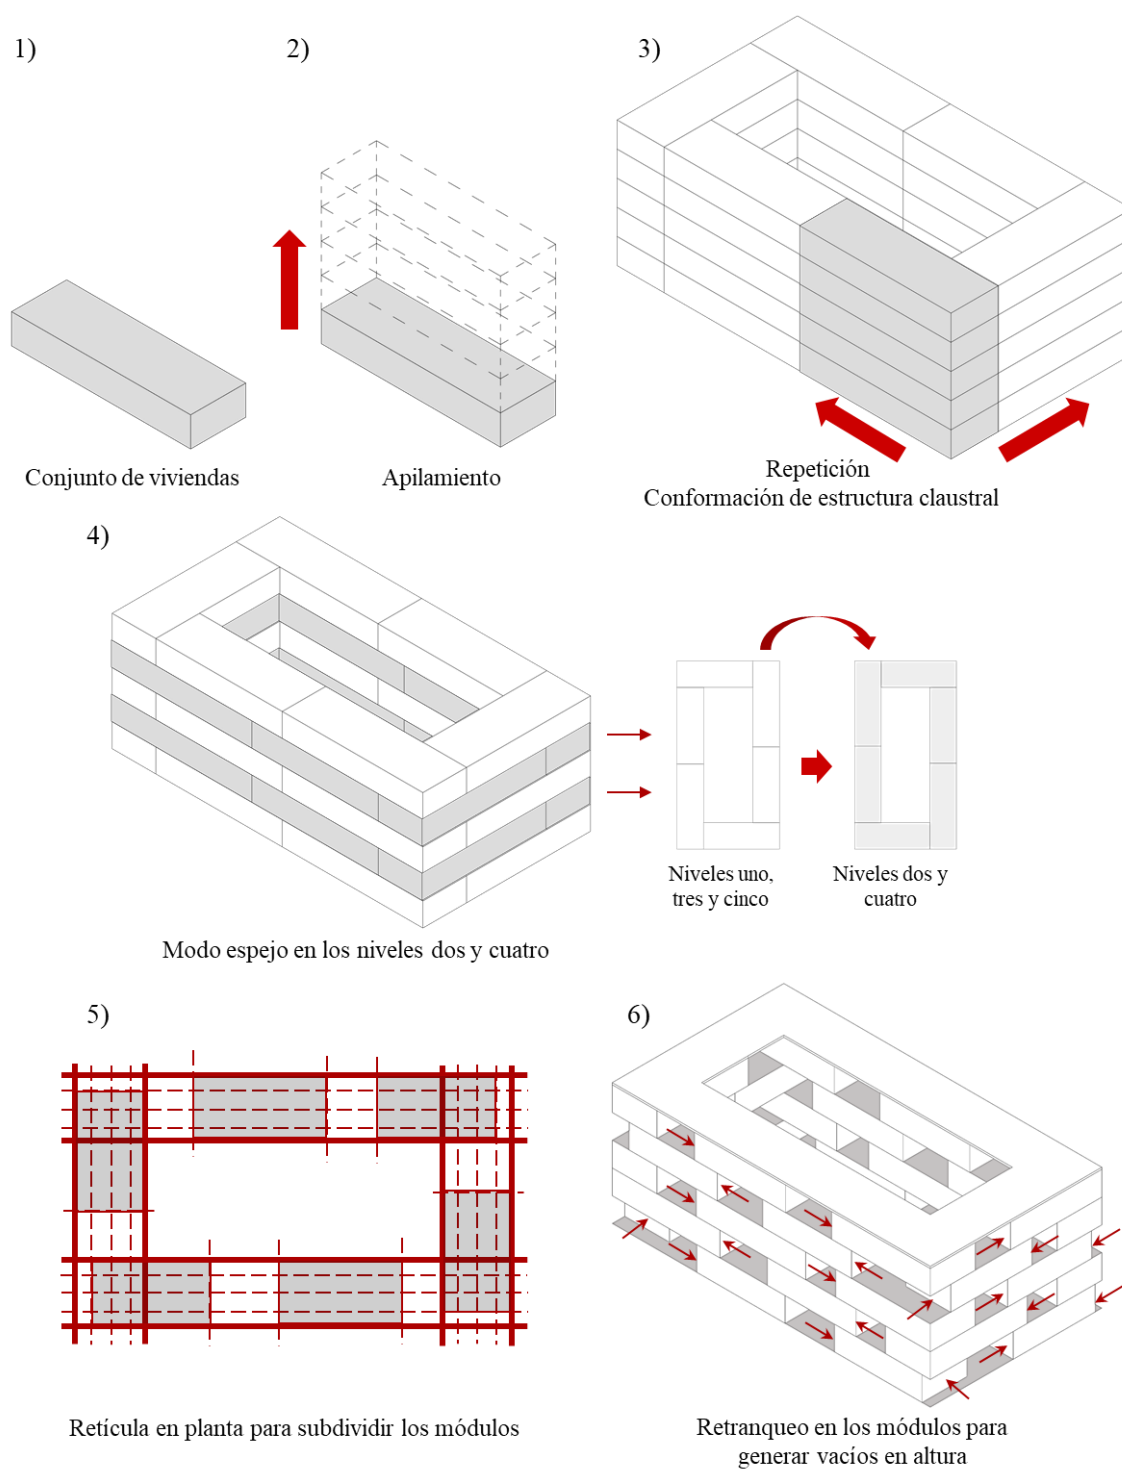 1)
2)
3)
Conjunto de viviendas
Apilamiento
Repetición
Conformación de estructura claustral
4)
Niveles uno,
tres y cinco
Niveles dos y
cuatro
Modo espejo en los niveles dos y cuatro
5)
6)
Retícula en planta para subdividir los módulos
Retranqueo en los módulos para
generar vacíos en altura